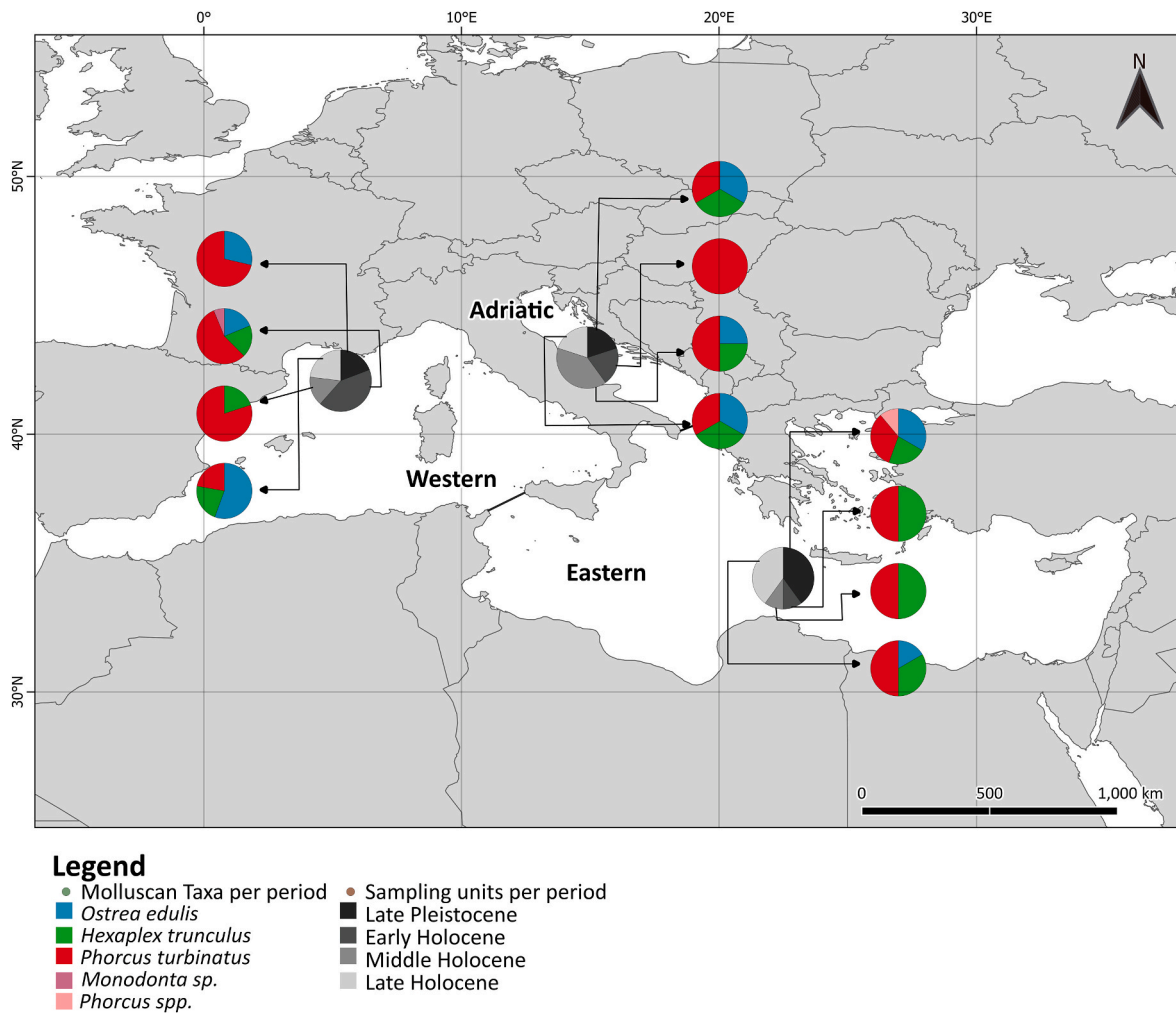 0° 10°E 20°E 30°E
N
50°N
Adriatic
40°N
Western
Eastern
30°N
0 500 1,000 km
Legend
Molluscan Taxa per period
Ostrea edulis
Hexaplex trunculus
Phorcus turbinatus
Monodonta sp.
Phorcus spp.
Sampling units per period
Late Pleistocene
Early Holocene
Middle Holocene
Late Holocene